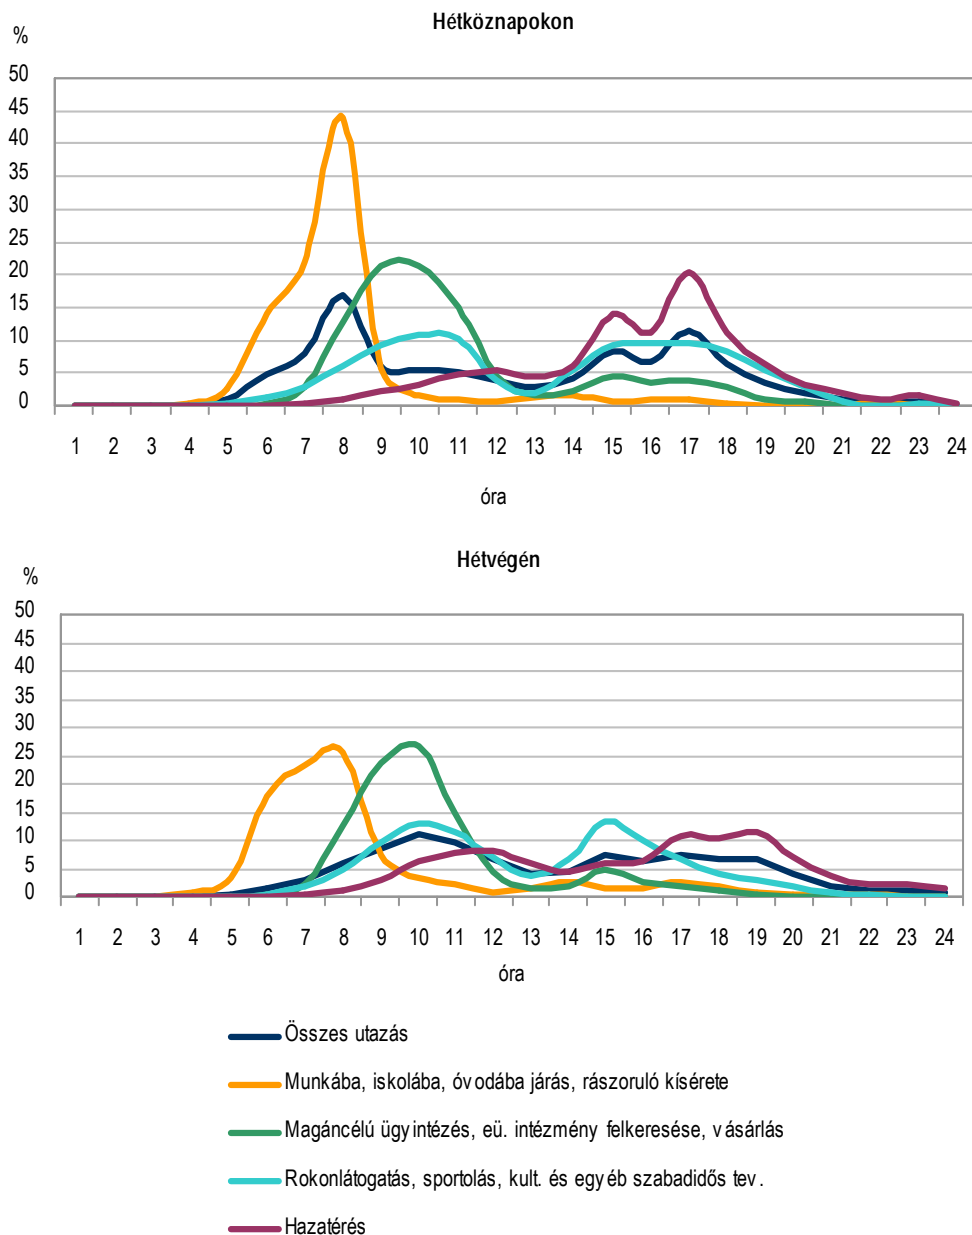 Hétköznapokon
%
50
45
40
35
30
25
20
15
10
5
0
1 2 3 4 5 6 7 8 9 10 11 12 13 14 15 16 17 18 19 20 21 22 23 24
óra
Hétvégén
%
50
45
40
35
30
25
20
15
10
5
0
1 2 3 4 5 6 7 8 9 10 11 12 13 14 15 16 17 18 19 20 21 22 23 24
óra
Összes utazás
Munkába, iskolába, óvodába járás, rászoruló kísérete
Magáncélú ügyintézés, eü. intézmény felkeresése, vásárlás
Rokonlátogatás, sportolás, kult. és egyéb szabadidős tev.
Hazatérés